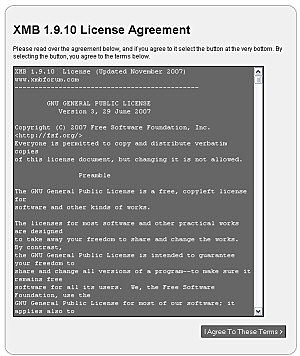 XMB 1.9.10 License Agreement
Please read over the agreement below, and if you agree to it select the button at the very bottom. By
selecting the button, you agree to the terms below.
XMB 1.9.10  License (Updated November 2007)
www.xmbforum.com
-----------------------------------------------
GNU GENERAL PUBLIC LICENSE
Version 3, 29 June 2007
Copyright (C) 2007 Free Software Foundation, Inc.
<http://fsf.org/>
Everyone is permitted to copy and distribute verbatim
copies
of this license document, but changing it is not allowed.
Preamble
The GNU General Public License is a free, copyleft license
for
software and other kinds of works.
The licenses for most software and other practical works
are designed
to take away your freedom to share and change the works.
By contrast,
the GNU General Public License is intended to guarantee
your freedom to
share and change all versions of a program--to make sure it
remains free
software for all its users.  We, the Free Software
Foundation, use the
GNU General Public License for most of our software; it
applies also to
I Agree To These Terms >